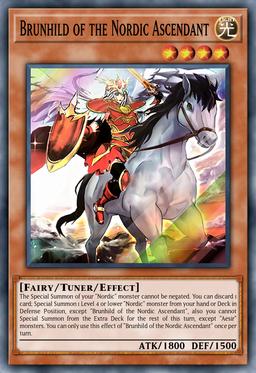 BRUNHILD OF THE NORDIC ASCENDANT
光
[FAIRY/TUNER/EFFECT]
The Special Summon of your "Nordic" monster cannot be negated. You can discard 1
card; Special Summon 1 Level 4 or lower "Nordic" monster from your hand or Deck in
Defense Position, except "Brunhild of the Nordic Ascendant", also you cannot
Special Summon from the Extra Deck for the rest of this turn, except "Aesir"
monsters. You can only use this effect of "Brunhild of the Nordic Ascendant" once per
turn.
ATK/1800 DEF/1500